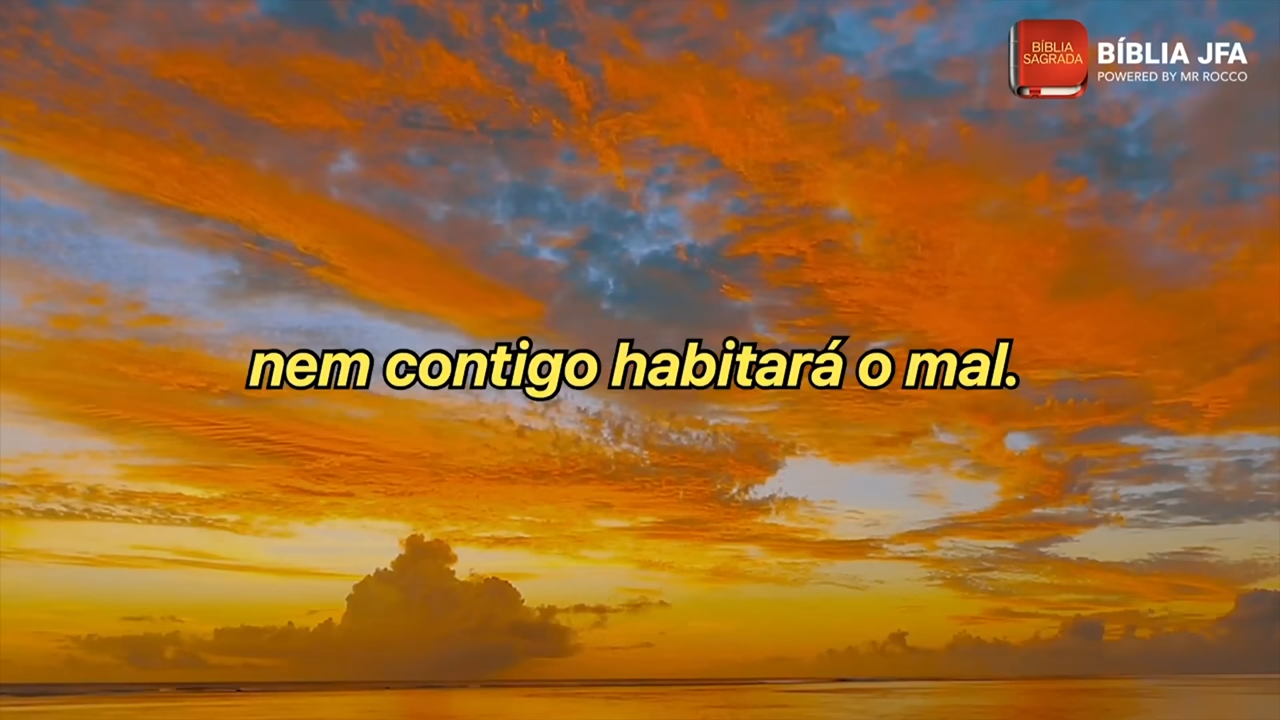 BÍBLIA
SAGRADA
BÍBLIA JFA
POWERED BY MR ROCCO
nem contigo habitará o mal.